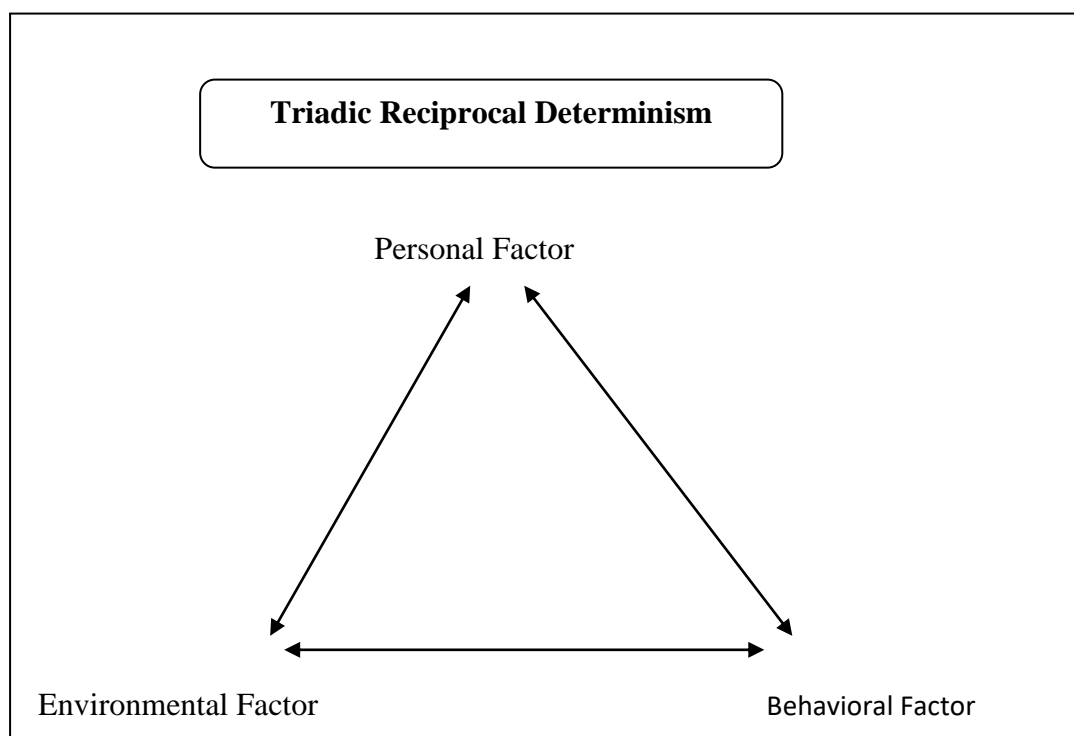 Triadic Reciprocal Determinism
Personal Factor
Environmental Factor
Behavioral Factor